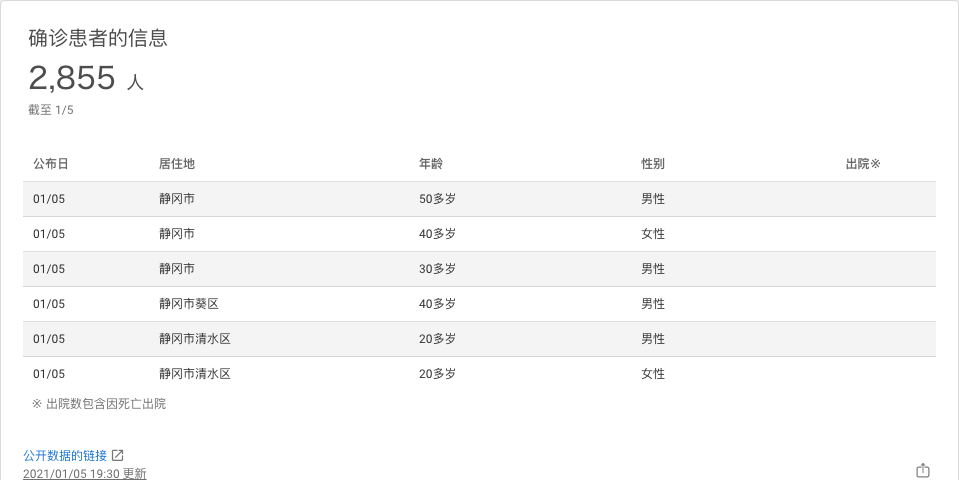 确诊患者的信息
2,855 人
截至 1/5
公布日 居住地 年龄 性别 出院※
01/05 静冈市 50多岁 男性
01/05 静冈市 40多岁 女性
01/05 静冈市 30多岁 男性
01/05 静冈市葵区 40多岁 男性
01/05 静冈市清水区 20多岁 男性
01/05 静冈市清水区 20多岁 女性
※ 出院数包含因死亡出院
公开数据的链接
2021/01/05 19:30 更新